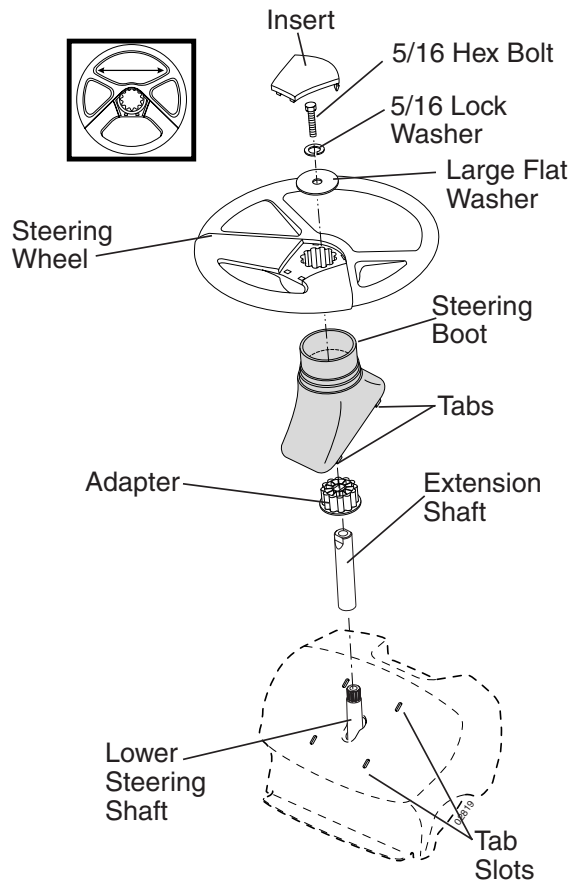 Insert
5/16 Hex Bolt
5/16 Lock
Washer
Large Flat
Washer
Steering
Wheel
Steering
Boot
Tabs
Adapter
Extension
Shaft
Lower
Steering
Shaft
02819
Tab
Slots